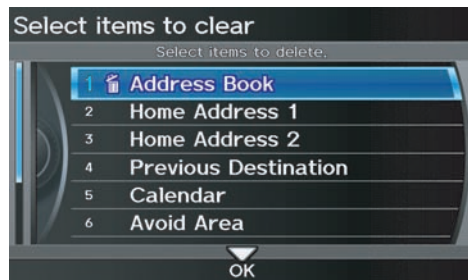 Select items to clear
Select items to delete.
1 Address Book
2 Home Address 1
3 Home Address 2
4 Previous Destination
5 Calendar
6 Avoid Area
OK